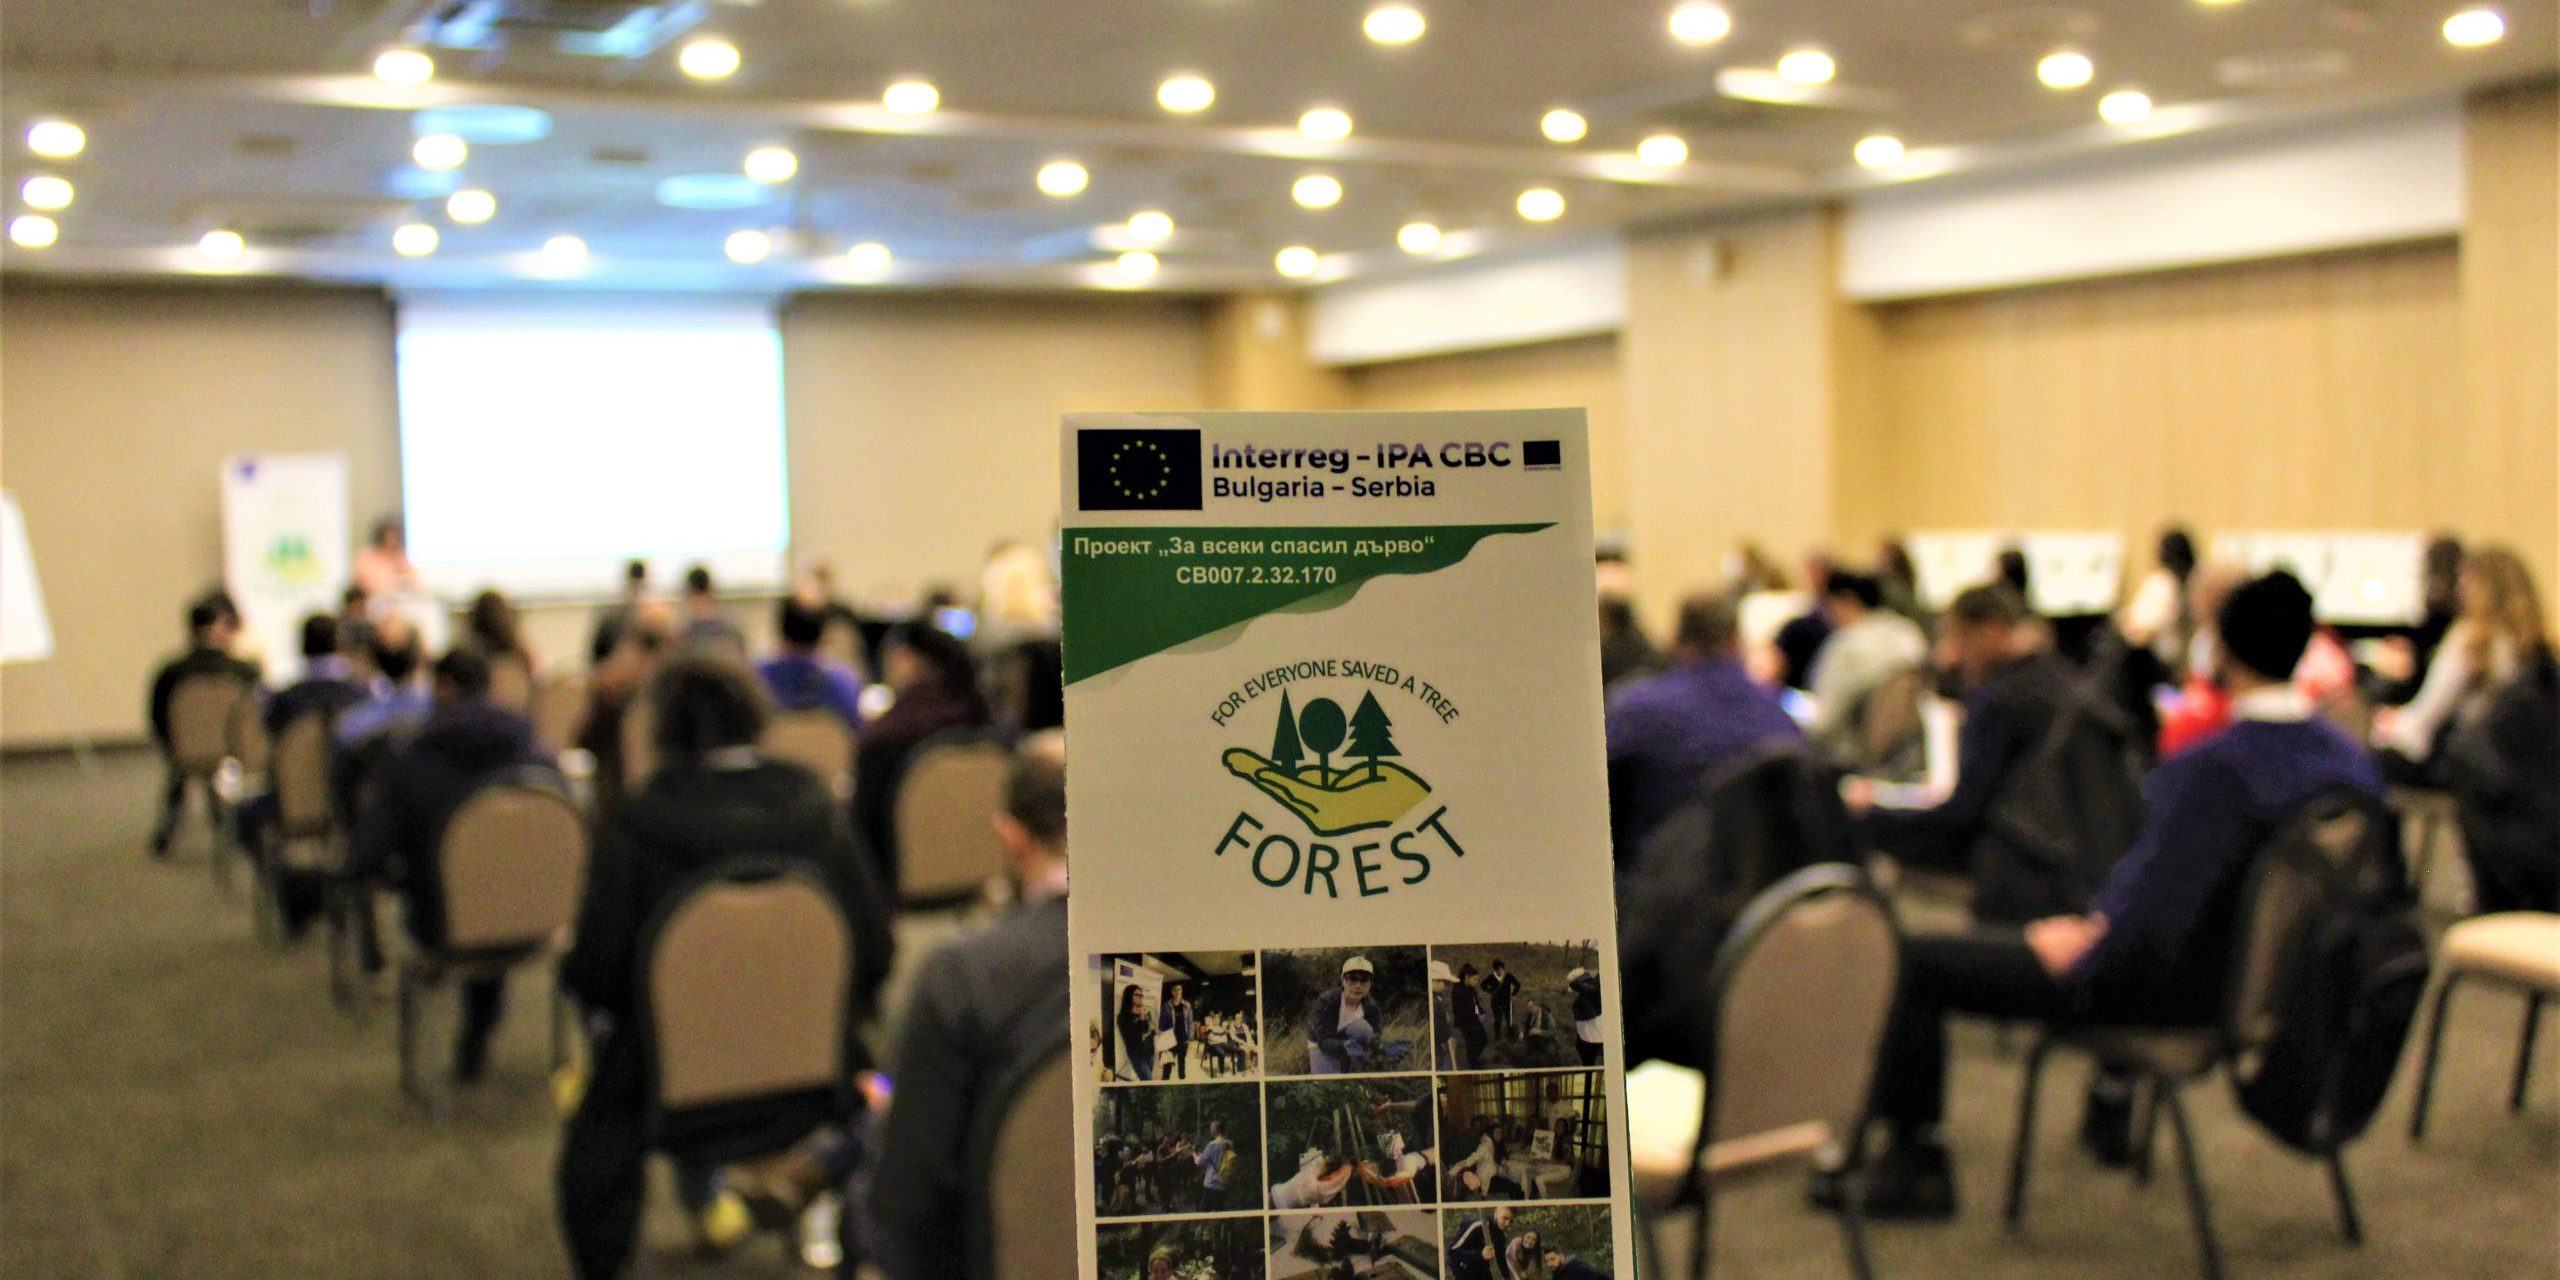 Interreg - IPA CBC
Bulgaria - Serbia
Проект „За всеки спасил дърво“
CB007.2.32.170
FOR EVERYONE SAVED A TREE
FOREST